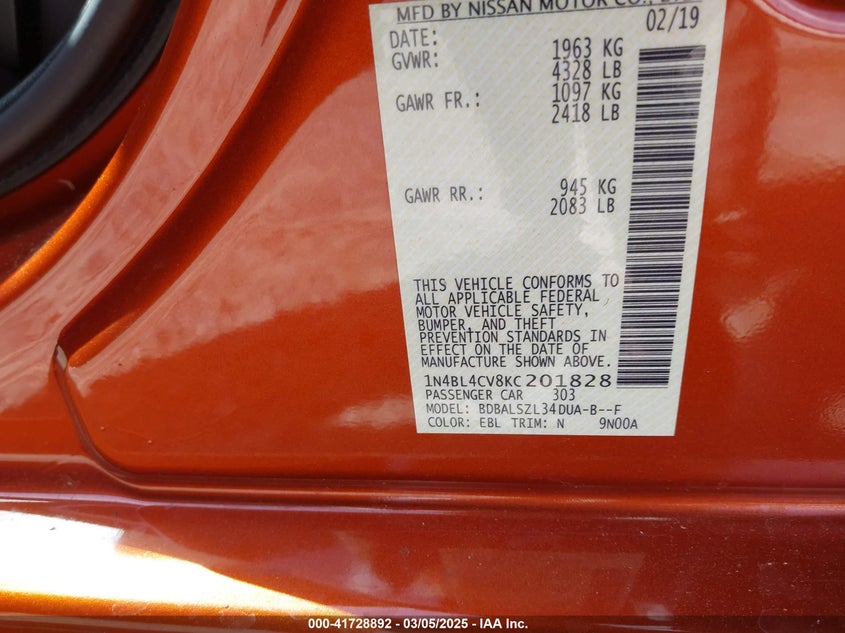 MFD BY NISSAN MOTOR CO.,
DATE: 02/19
GVWR: 1963 KG
4328 LB
GAWR FR.: 1097 KG
2418 LB
GAWR RR.: 945 KG
2083 LB
THIS VEHICLE CONFORMS TO
ALL APPLICABLE FEDERAL
MOTOR VEHICLE SAFETY,
BUMPER, AND THEFT
PREVENTION STANDARDS IN
EFFECT ON THE DATE OF
MANUFACTURE SHOWN ABOVE.
1N4BL4CV8KC201828
PASSENGER CAR 303
MODEL: BDBALSZL34DUA-B--F
COLOR: EBL TRIM: N 9N00A
000-41728892 - 03/05/2025 - IAA Inc.